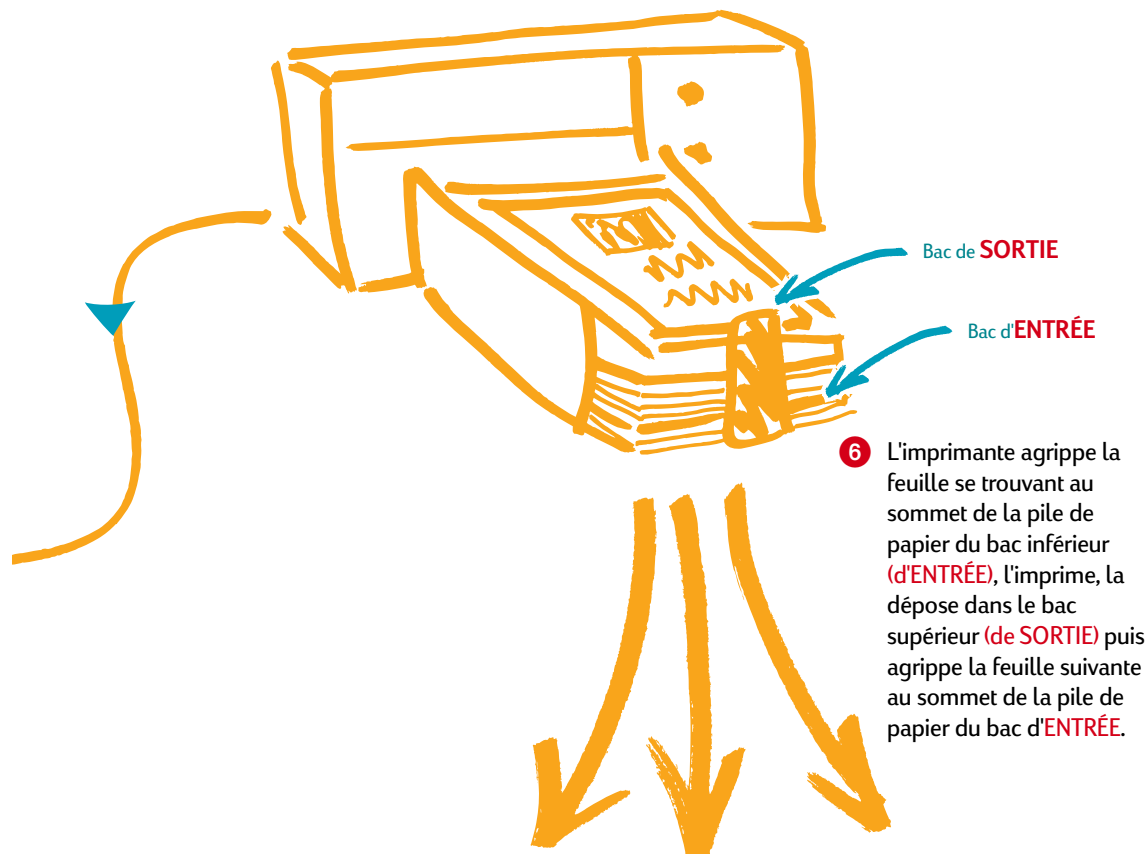 Bac de SORTIE
Bac d'ENTRÉE
6 L'imprimante agrippe la
feuille se trouvant au
sommet de la pile de
papier du bac inférieur
(d'ENTRÉE), l'imprime, la
dépose dans le bac
supérieur (de SORTIE) puis
agrippe la feuille suivante
au sommet de la pile de
papier du bac d'ENTRÉE.